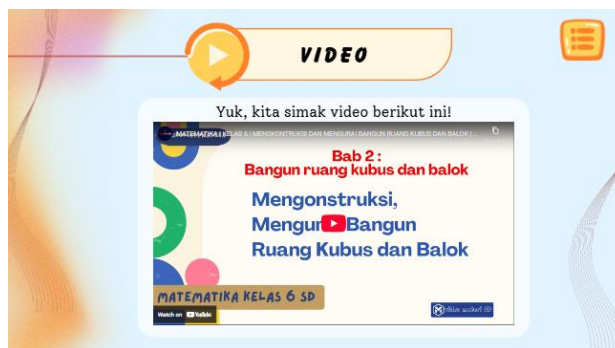 VIDEO
Yuk, kita simak video berikut ini!
MATEMATIKA KELAS 6 | MENGKONTRUKSI DAN MENGURAI BANGUN RUANG KUBUS DAN BALOK | ...
Bab 2 :
Bangun ruang kubus dan balok
Mengonstruksi,
Bangun
Ruang Kubus dan Balok
MATEMATIKA KELAS 6 SD
Watch on YouTube